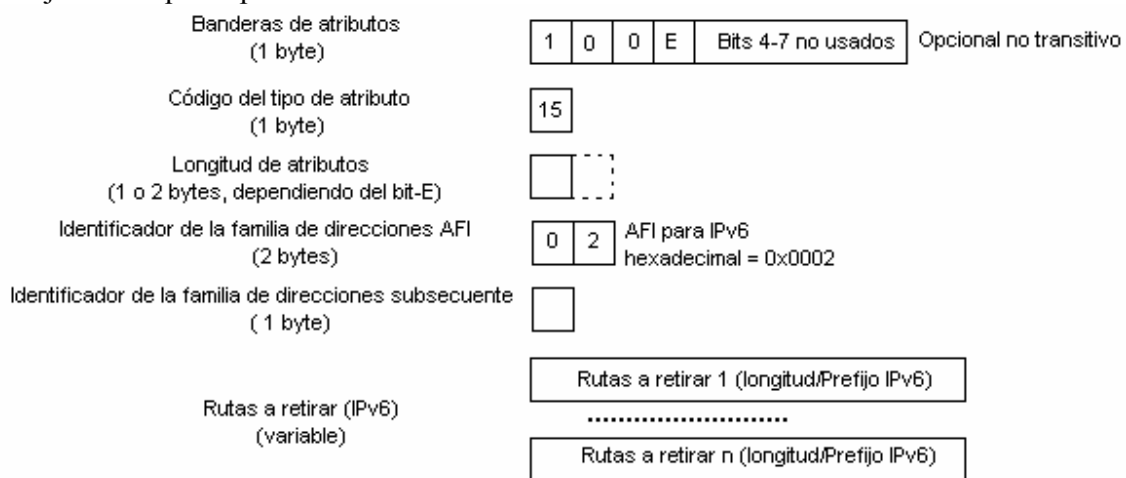 Banderas de atributos
(1 byte)
1 0 0 E Bits 4-7 no usados Opcional no transitivo
Código del tipo de atributo
(1 byte)
15
Longitud de atributos
(1 o 2 bytes, dependiendo del bit-E)
Identificador de la familia de direcciones AFI
(2 bytes)
0 2
AFI para IPv6
hexadecimal = 0x0002
Identificador de la familia de direcciones subsecuente
( 1 byte)
Rutas a retirar (IPv6)
(variable)
Rutas a retirar 1 (longitud/Prefijo IPv6)
Rutas a retirar n (longitud/Prefijo IPv6)